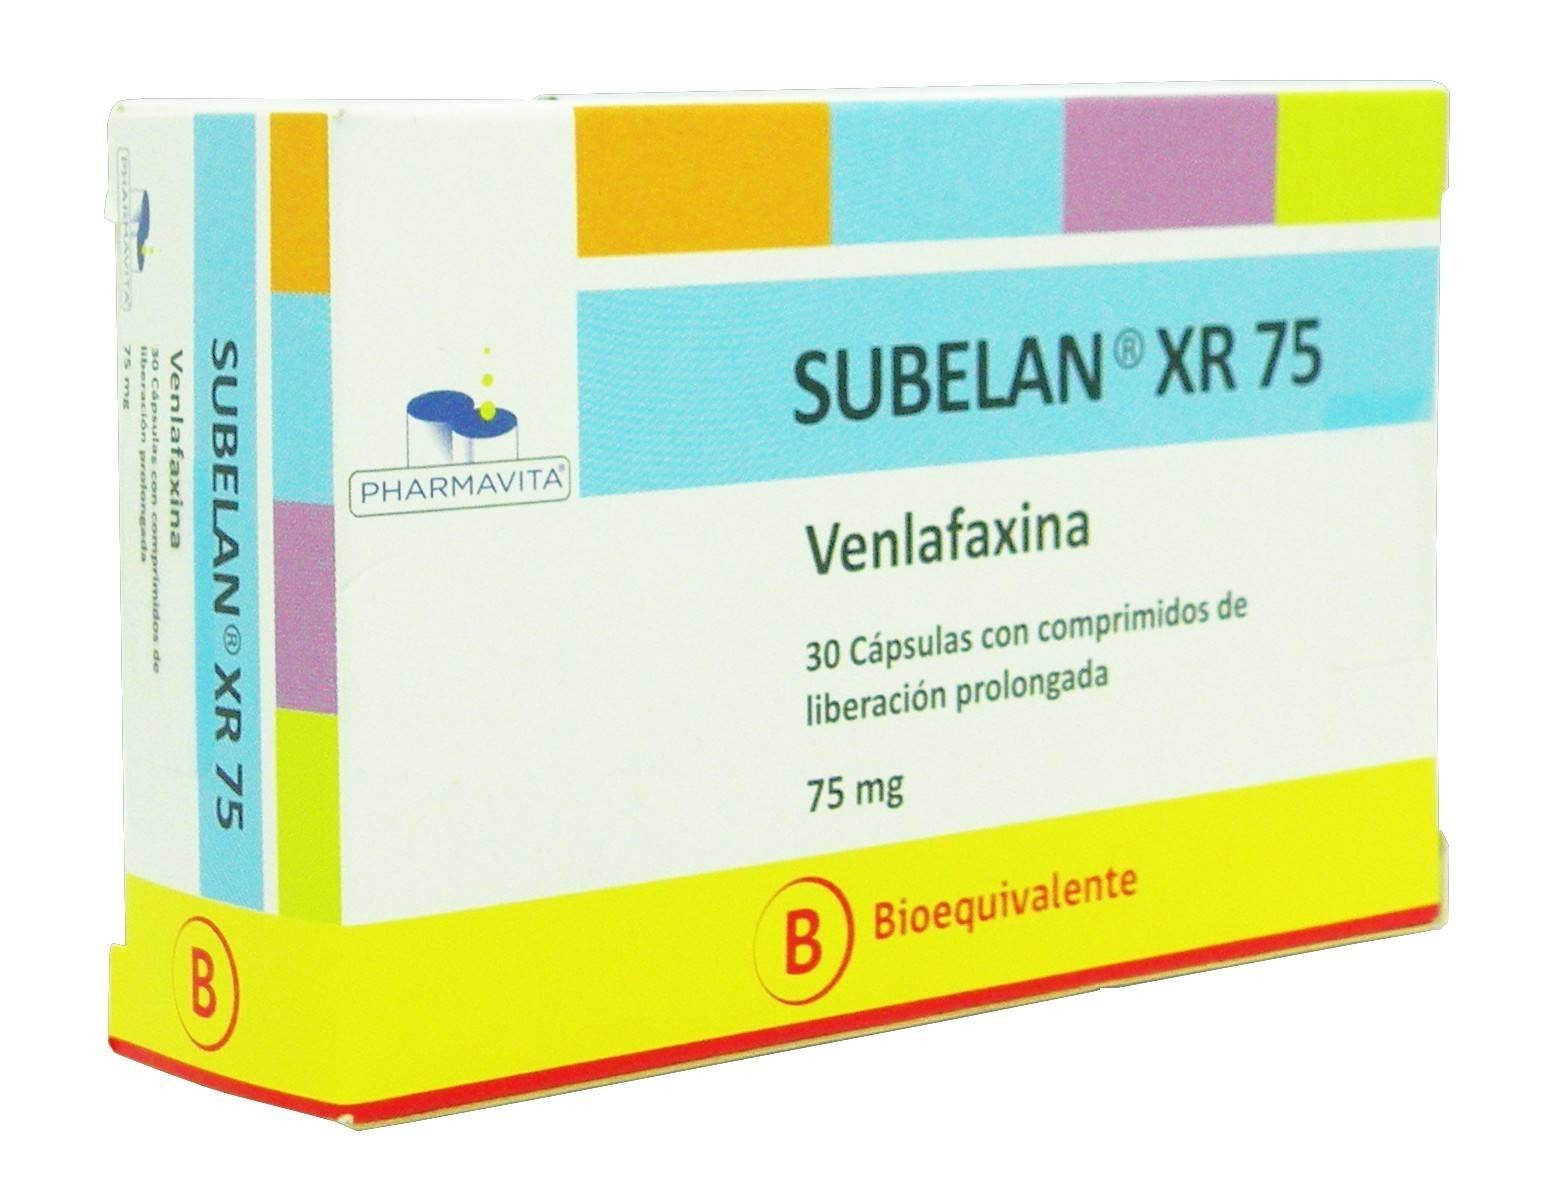 PHARMAVITA®
SUBELAN® XR 75
Venlafaxina
30 Cápsulas con comprimidos de
liberación prolongada
75 mg
B Bioequivalente
PHARMAVITA®
SUBELAN® XR 75
Venlafaxina
30 Cápsulas con comprimidos de
liberación prolongada
75 mg
B